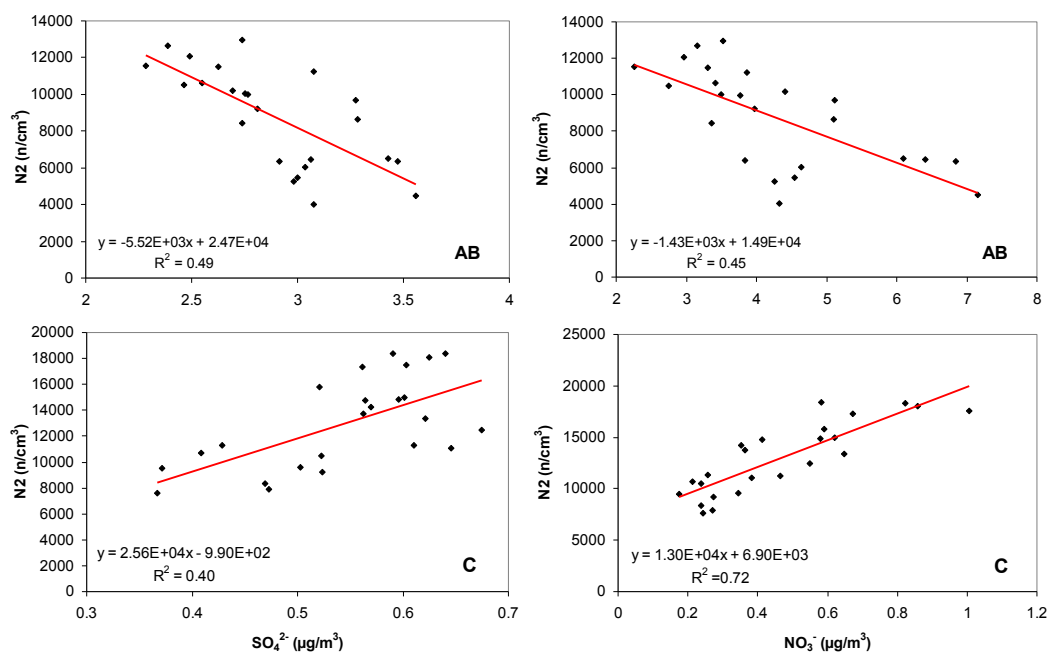 14000
12000
10000
8000
6000
4000
2000
0
N2 (n/cm³)
y = -5.52E+03x + 2.47E+04
R² = 0.49
AB
2 2.5 3 3.5 4
14000
12000
10000
8000
6000
4000
2000
0
N2 (n/cm³)
y = -1.43E+03x + 1.49E+04
R² = 0.45
AB
2 3 4 5 6 7 8
20000
18000
16000
14000
12000
10000
8000
6000
4000
2000
0
N2 (n/cm³)
y = 2.56E+04x - 9.90E+02
R² = 0.40
C
0.3 0.4 0.5 0.6 0.7
SO₄²⁻ (µg/m³)
25000
20000
15000
10000
5000
0
N2 (n/cm³)
y = 1.30E+04x + 6.90E+03
R² =0.72
C
0 0.2 0.4 0.6 0.8 1 1.2
NO₃⁻ (µg/m³)